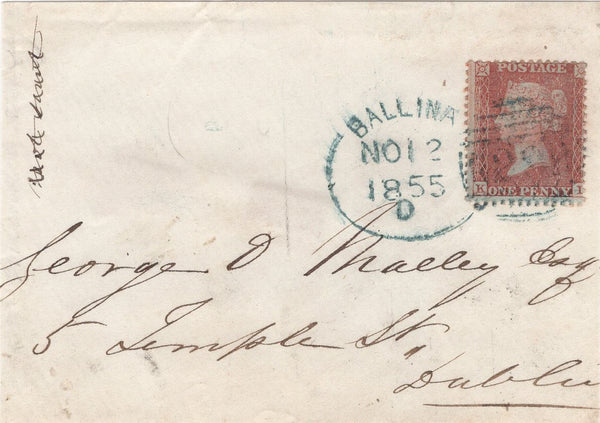 POSTAGE
K ONE PENNY I
BALLINA
NO 12
1855
D
George D Malley Esq
5 Temple St.
Dublin